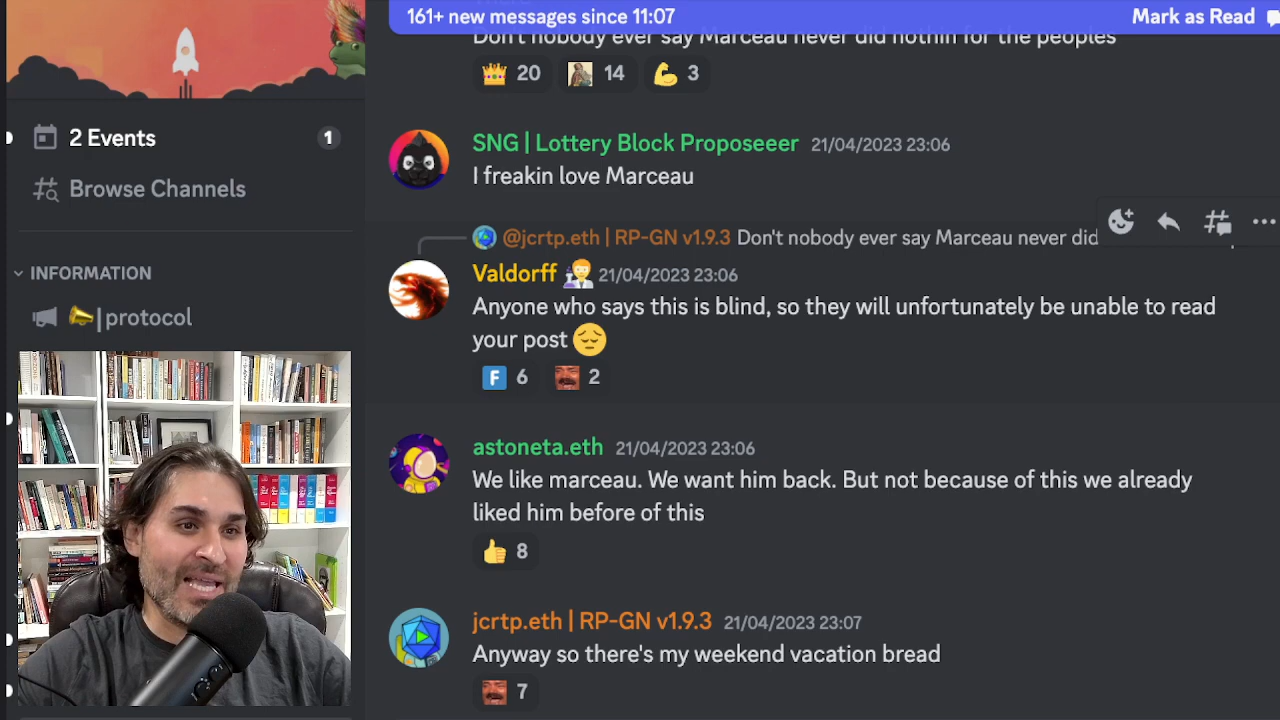 161+ new messages since 11:07
Mark as Read
Don't nobody ever say Marceau never did nothin for the peoples
20
14
3
2 Events
1
Browse Channels
INFORMATION
protocol
SNG | Lottery Block Proposeeer 21/04/2023 23:06
I freakin love Marceau
@jcrtp.eth | RP-GN v1.9.3 Don't nobody ever say Marceau never did
Valdorff 21/04/2023 23:06
Anyone who says this is blind, so they will unfortunately be unable to read
your post
F 6
2
astoneta.eth 21/04/2023 23:06
We like marceau. We want him back. But not because of this we already
liked him before of this
8
jcrtp.eth | RP-GN v1.9.3 21/04/2023 23:07
Anyway so there's my weekend vacation bread
7